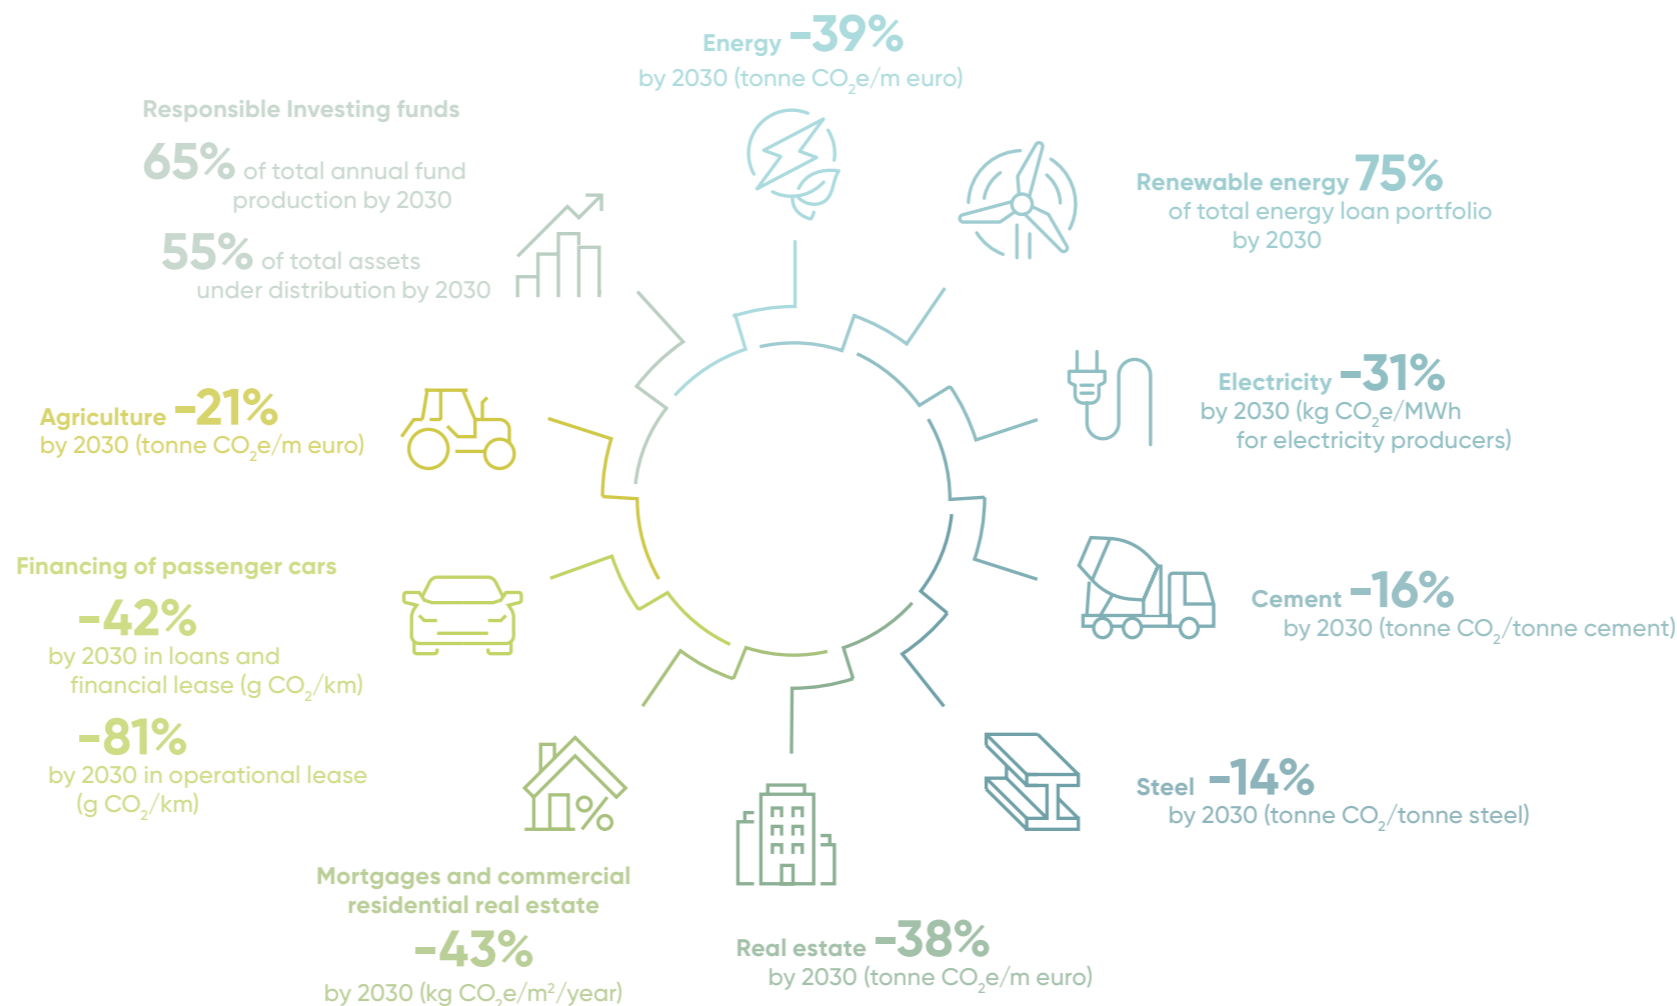 Energy -39%
by 2030 (tonne CO₂e/m euro)
Renewable energy 75%
of total energy loan portfolio
by 2030
Electricity -31%
by 2030 (kg CO₂e/MWh
for electricity producers)
Cement -16%
by 2030 (tonne CO₂/tonne cement)
Steel -14%
by 2030 (tonne CO₂/tonne steel)
Real estate -38%
by 2030 (tonne CO₂e/m euro)
%
Mortgages and commercial
residential real estate
-43%
by 2030 (kg CO₂e/m²/year)
Financing of passenger cars
-42%
by 2030 in loans and
financial lease (g CO₂/km)
-81%
by 2030 in operational lease
(g CO₂/km)
Agriculture -21%
by 2030 (tonne CO₂e/m euro)
Responsible Investing funds
65% of total annual fund
production by 2030
55% of total assets
under distribution by 2030